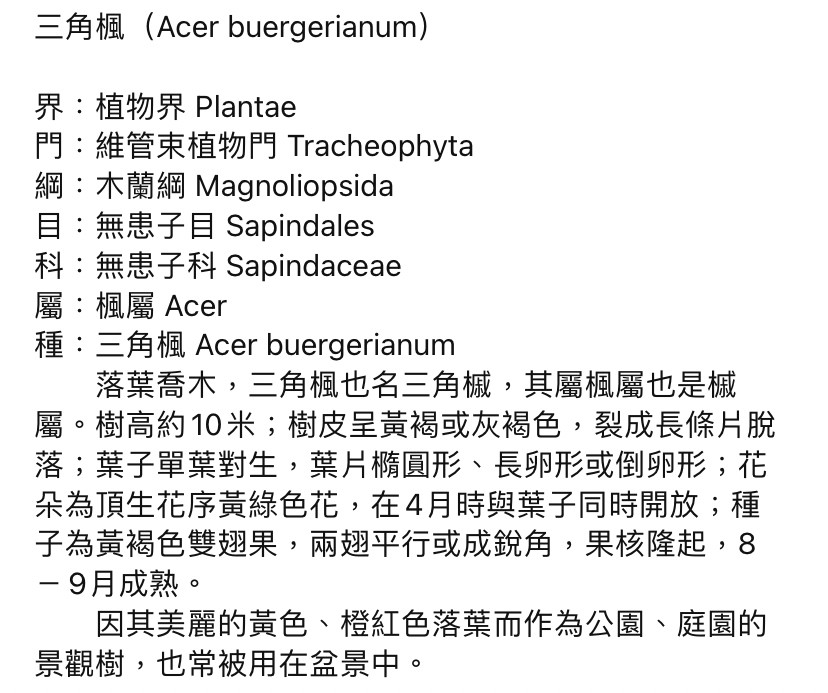 三角楓（Acer buergerianum）
界：植物界 Plantae
門：維管束植物門 Tracheophyta
綱：木蘭綱 Magnoliopsida
目：無患子目 Sapindales
科：無患子科 Sapindaceae
屬：楓屬 Acer
種：三角楓 Acer buergerianum
落葉喬木，三角楓也名三角槭，其屬楓屬也是槭
屬。樹高約10米；樹皮呈黃褐或灰褐色，裂成長條片脫
落；葉子單葉對生，葉片橢圓形、長卵形或倒卵形；花
朵為頂生花序黃綠色花，在4月時與葉子同時開放；種
子為黃褐色雙翅果，兩翅平行或成銳角，果核隆起，8
－9月成熟。
因其美麗的黃色、橙紅色落葉而作為公園、庭園的
景觀樹，也常被用在盆景中。